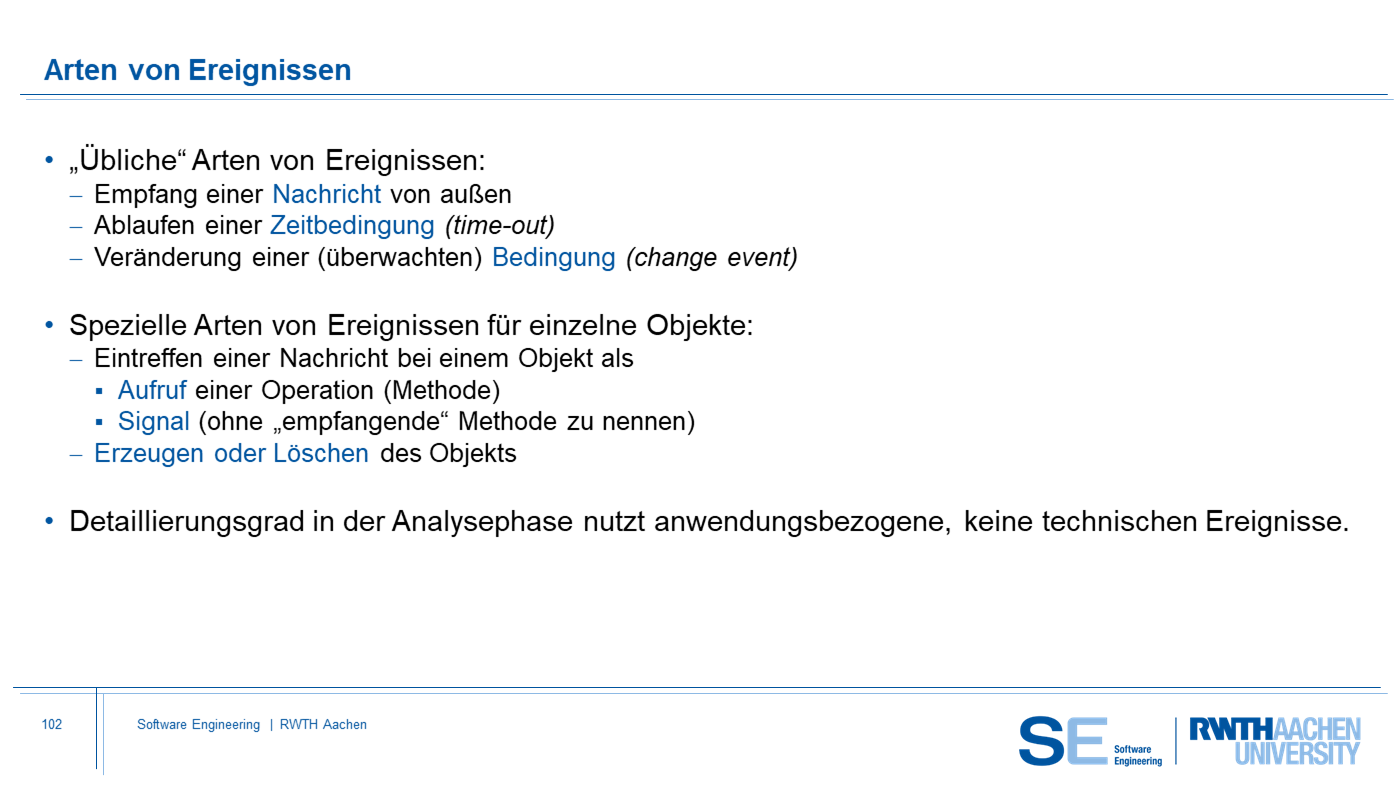 Arten von Ereignissen
• „Übliche“ Arten von Ereignissen:
– Empfang einer Nachricht von außen
– Ablaufen einer Zeitbedingung (time-out)
– Veränderung einer (überwachten) Bedingung (change event)
• Spezielle Arten von Ereignissen für einzelne Objekte:
– Eintreffen einer Nachricht bei einem Objekt als
▪ Aufruf einer Operation (Methode)
▪ Signal (ohne „empfangende“ Methode zu nennen)
– Erzeugen oder Löschen des Objekts
• Detaillierungsgrad in der Analysephase nutzt anwendungsbezogene, keine technischen Ereignisse.
102
Software Engineering | RWTH Aachen
SE Software
Engineering
RWTHAACHEN
UNIVERSITY